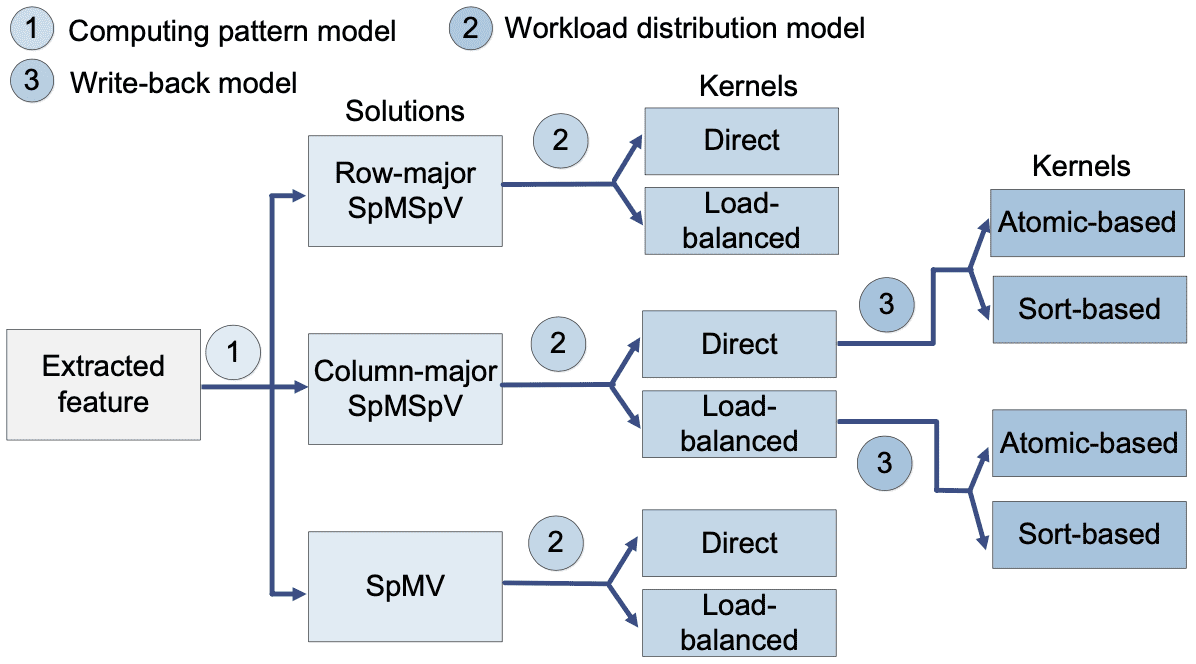 1 Computing pattern model
2 Workload distribution model
3 Write-back model
Solutions
Kernels
Kernels
Extracted
feature
1
Row-major
SpMSpV
2
Direct
Load-
balanced
Column-major
SpMSpV
2
Direct
Load-
balanced
3
Atomic-based
Sort-based
3
Atomic-based
Sort-based
SpMV
2
Direct
Load-
balanced